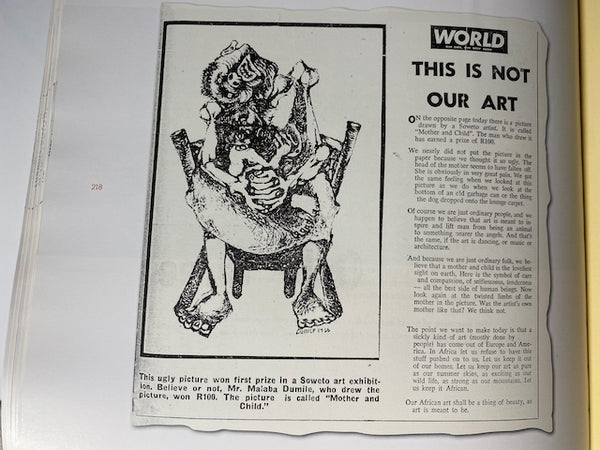 218
DUMILE 1966
This ugly picture won first prize in a Soweto art exhibit-
ion. Believe or not, Mr. Malaba Dumile, who drew the
picture, won R100. The picture is called "Mother and
Child."
WORLD
THIS IS NOT
OUR ART
ON the opposite page today there is a picture
drawn by a Soweto artist. It is called
"Mother and Child". The man who drew it
has earned a prize of R100.
We nearly did not put the picture in the
paper because we thought it so ugly. The
head of the mother seems to have fallen off.
She is obviously in very great pain. We got
the same feeling when we looked at this
picture as we do when we look at the
bottom of an old garbage can or the thing
the dog dropped onto the lounge carpet.
Of course we are just ordinary people, and we
happen to believe that art is meant to in-
spire and lift man from being an animal
to something nearer the angels. And that's
the same, if the art is dancing, or music or
architecture.
And because we are just ordinary folk, we be-
lieve that a mother and child is the loveliest
sight on earth. Here is the symbol of care
and compassion, of unselfishness, tenderness
— all the best side of human beings. Now
look again at the twisted limbs of the
mother in the picture. Was the artist's own
mother like that? We think not.
The point we want to make today is that a
sickly kind of art (mostly done by
people) has come out of Europe and Ame-
rica. In Africa let us refuse to have this
stuff pushed on to us. Let us keep it out
of our homes. Let us keep our art as pure
as our summer skies, as exciting as our
wild life, as strong as our mountains. Let
us keep it African.
Our African art shall be a thing of beauty, as
art is meant to be.